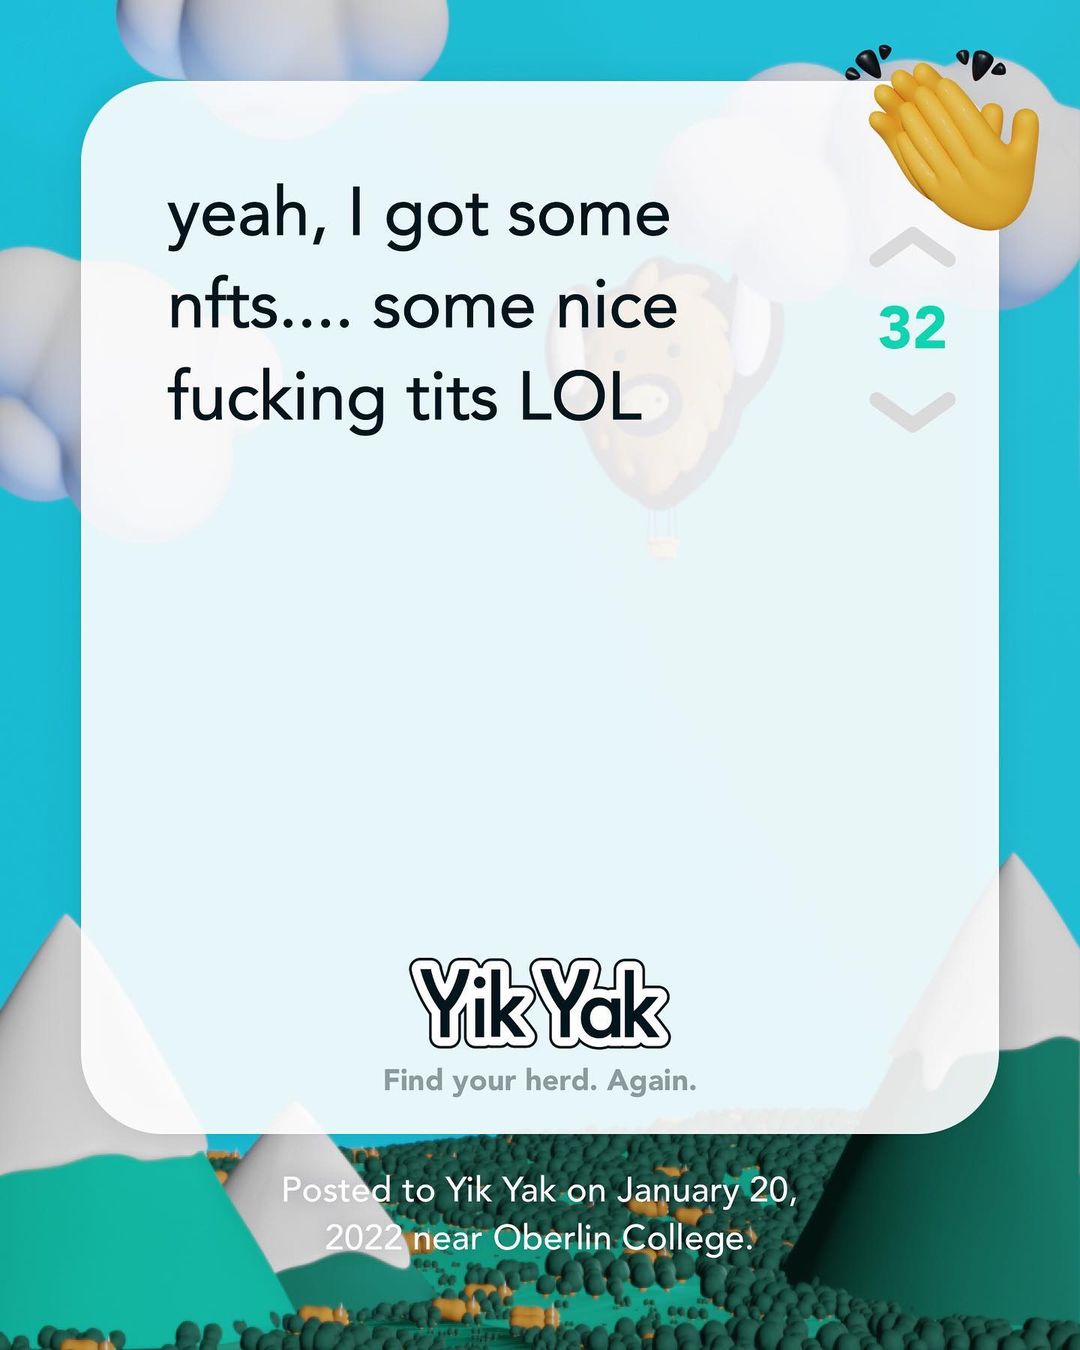 yeah, I got some
nfts.... some nice
fucking tits LOL
32
Yik Yak
Find your herd. Again.
Posted to Yik Yak on January 20,
2022 near Oberlin College.